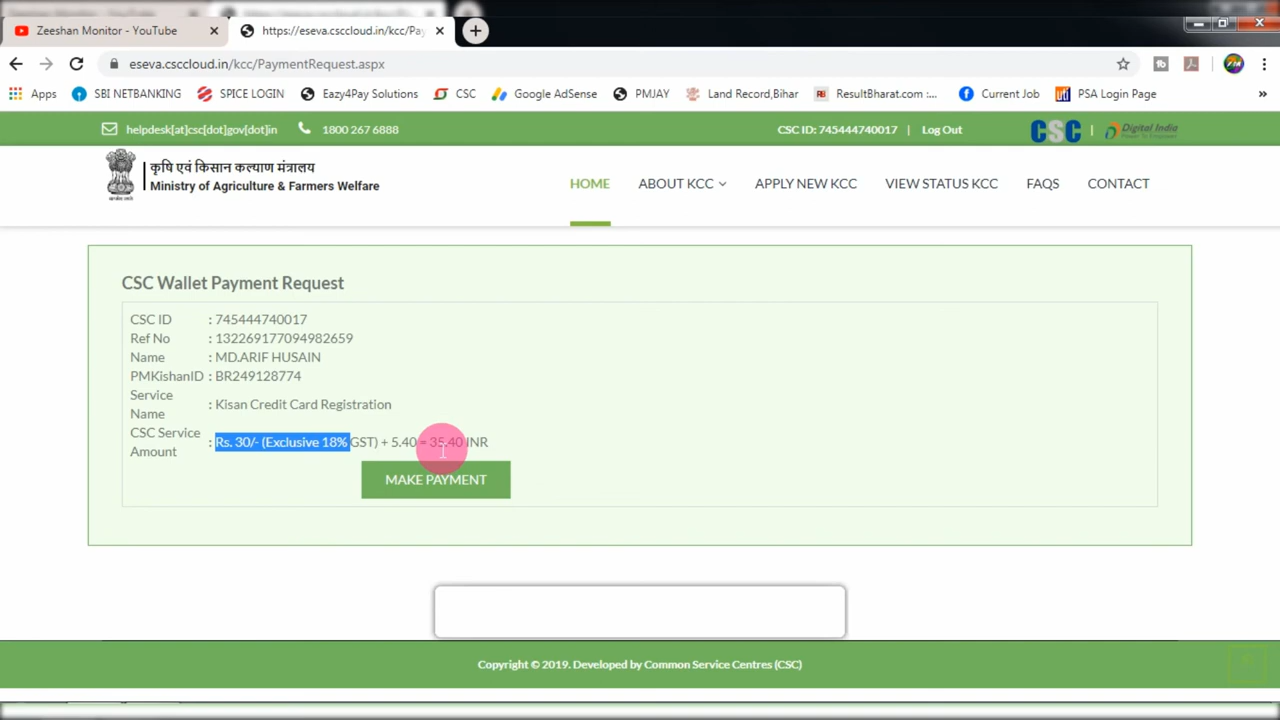 Zeeshan Monitor - YouTube
https://eseva.csccloud.in/kcc/Pay
eseva.csccloud.in/kcc/PaymentRequest.aspx
Apps SBI NETBANKING SPICE LOGIN Eazy4Pay Solutions CSC Google AdSense PMJAY Land Record,Bihar ResultBharat.com :... Current Job PSA Login Page »
helpdesk[at]csc[dot]gov[dot]in 1800 267 6888 CSC ID: 745444740017 | Log Out CSC Digital India
कृषि एवं किसान कल्याण मंत्रालय
Ministry of Agriculture & Farmers Welfare
HOME ABOUT KCC APPLY NEW KCC VIEW STATUS KCC FAQS CONTACT
CSC Wallet Payment Request
CSC ID : 745444740017
Ref No : 132269177094982659
Name : MD.ARIF HUSAIN
PMKishanID : BR249128774
Service Name : Kisan Credit Card Registration
CSC Service Amount : Rs. 30/- (Exclusive 18% GST) + 5.40 = 35.40 INR
MAKE PAYMENT
Copyright © 2019. Developed by Common Service Centres (CSC)